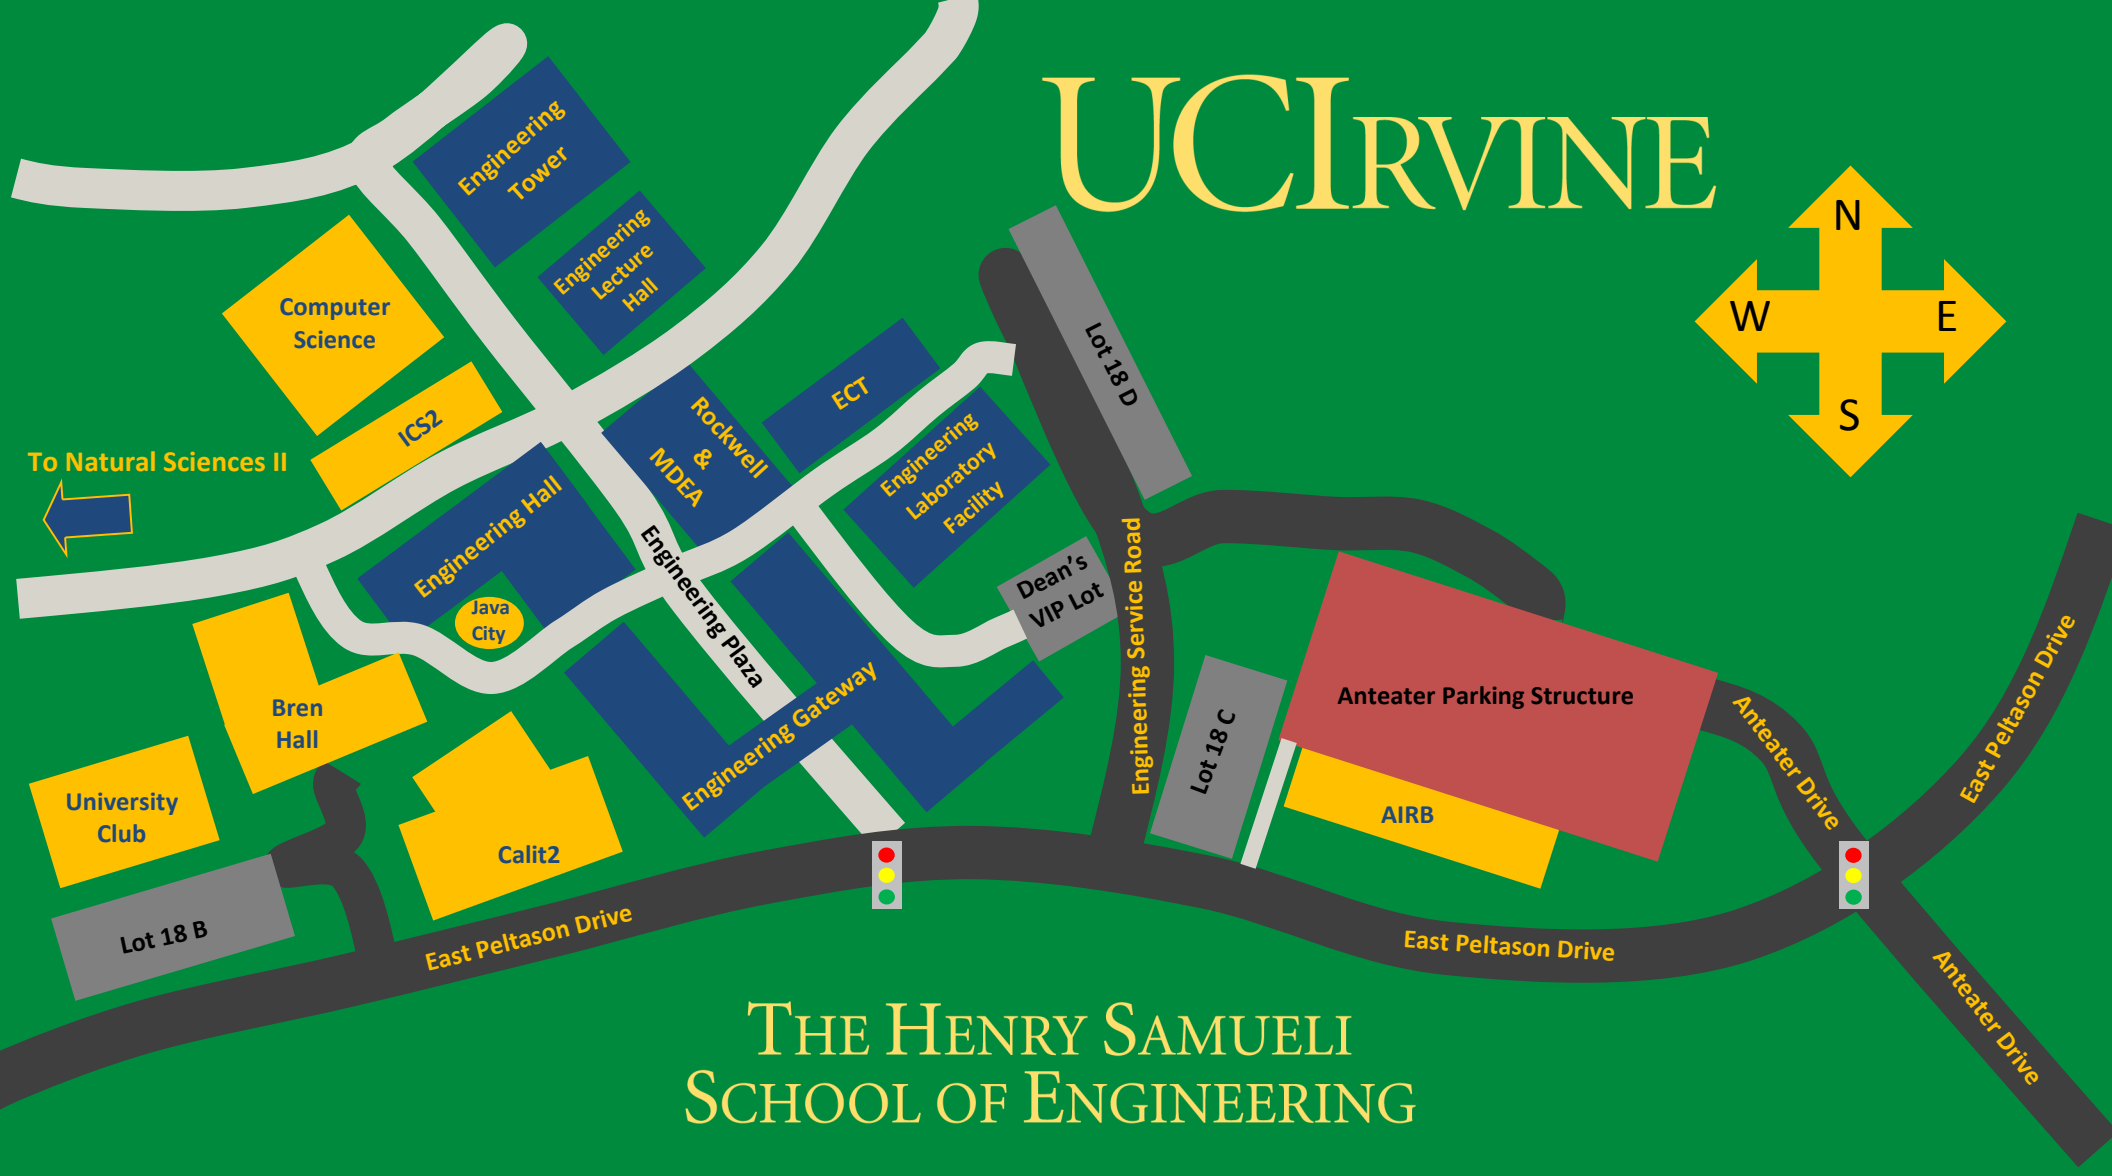 UCIRVINE
Engineering
Tower
Engineering
Lecture
Hall
N
W
E
S
Computer
Science
ICS2
To Natural Sciences II
Rockwell
&
MDEA
ECT
Engineering
Laboratory
Facility
Lot 18 D
Engineering Hall
Java
City
Engineering Plaza
Dean's
VIP Lot
Engineering Service Road
Engineering Gateway
Bren
Hall
University
Club
Calit2
Lot 18 B
Lot 18 C
Anteater Parking Structure
AIRB
Anteater Drive
East Peltason Drive
East Peltason Drive
East Peltason Drive
Anteater Drive
THE HENRY SAMUELI
SCHOOL OF ENGINEERING